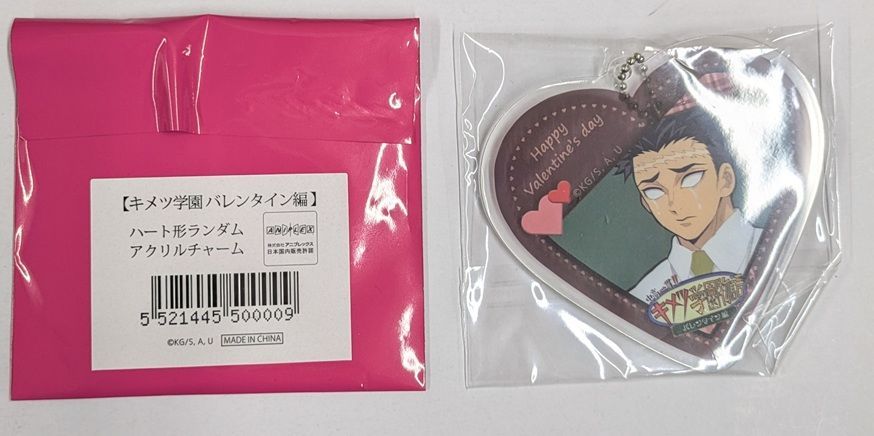 【キメツ学園 バレンタイン編】
ハート形ランダム
アクリルチャーム
ANIPLEX
株式会社アニプレックス
日本国内販売許諾
5 521445 500009
©KG/S, A, U
MADE IN CHINA
Happy
Valentine's day
©KG/S, A, U
キメツ学園
バレンタイン編